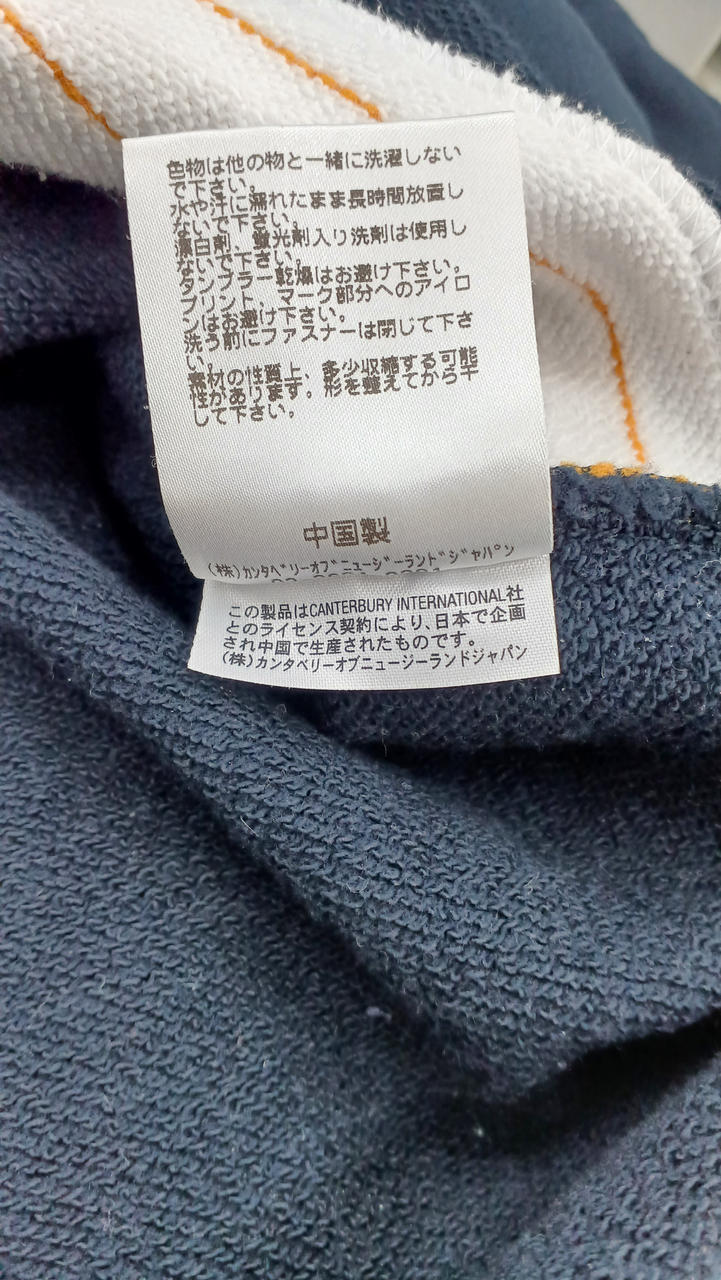 色物は他の物と一緒に洗濯しない
で下さい。
水や汗に濡れたまま長時間放置し
ないで下さい。
漂白剤、蛍光剤入り洗剤は使用し
ないで下さい。
タンブラー乾燥はお避け下さい。
プリント、マーク部分へのアイロ
ンはお避け下さい。
洗う前にファスナーは閉じて下さ
い。
素材の性質上、多少収縮する可能
性があります。形を整えてから干
して下さい。
中国製
(株)カンタベリーオブニュージーランドジャパン
この製品はCANTERBURY INTERNATIONAL社
とのライセンス契約により、日本で企画
され中国で生産されたものです。
(株)カンタベリーオブニュージーランドジャパン